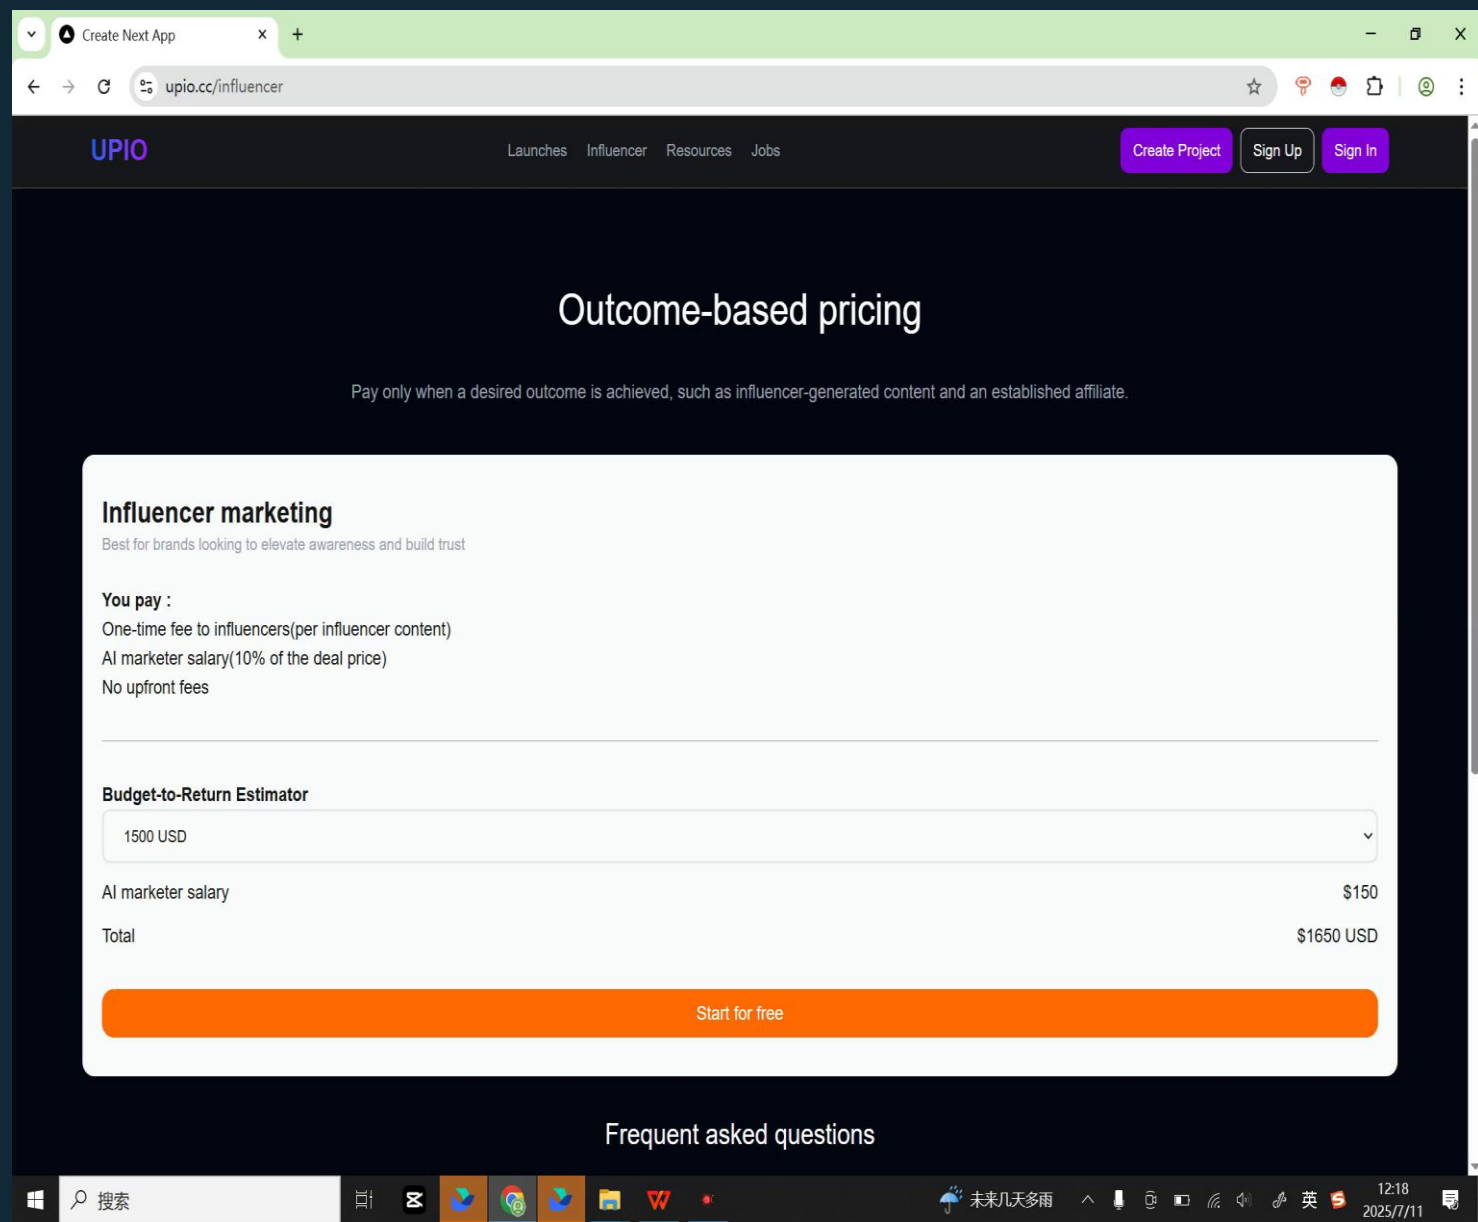 Create Next App
upio.cc/influencer
UPIO
Launches Influencer Resources Jobs
Create Project Sign Up Sign In
Outcome-based pricing
Pay only when a desired outcome is achieved, such as influencer-generated content and an established affiliate.
Influencer marketing
Best for brands looking to elevate awareness and build trust
You pay :
One-time fee to influencers(per influencer content)
AI marketer salary(10% of the deal price)
No upfront fees
Budget-to-Return Estimator
1500 USD
AI marketer salary $150
Total $1650 USD
Start for free
Frequent asked questions
搜索 未来几天多雨 英 12:18
2025/7/11